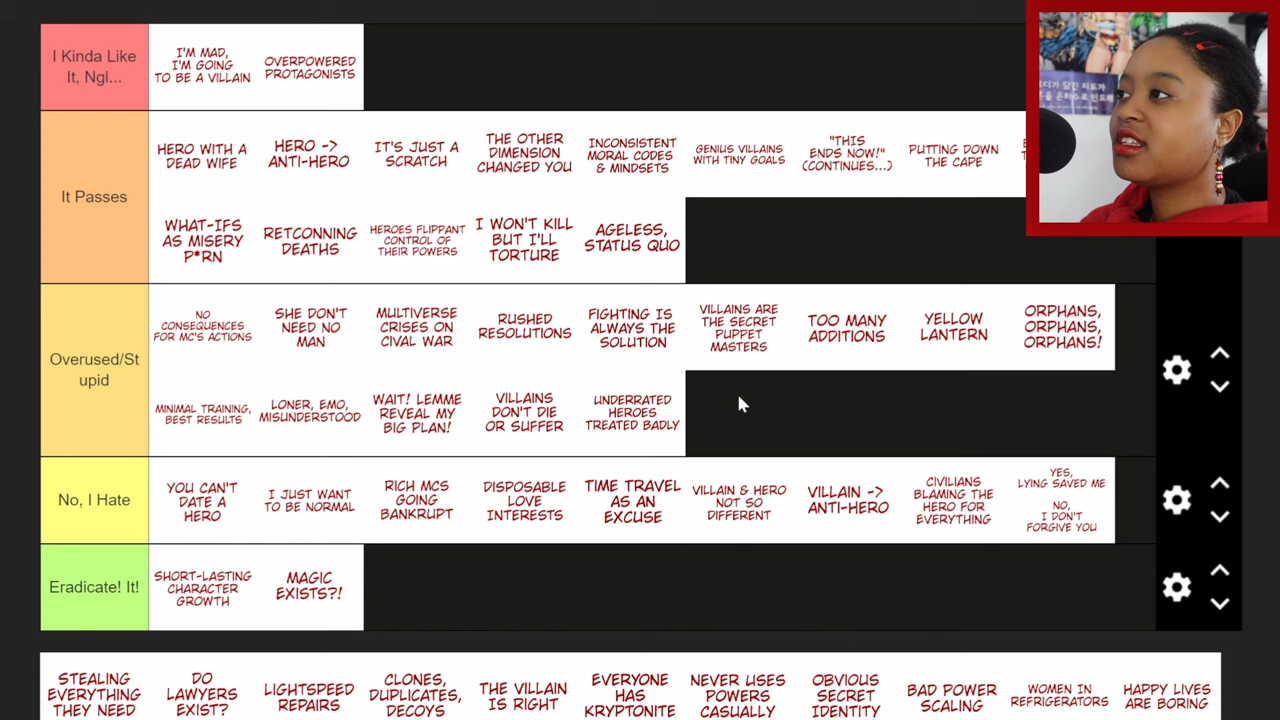 I Kinda Like
It, Ngl...
I'M MAD,
I'M GOING
TO BE A VILLAIN
OVERPOWERED
PROTAGONISTS
It Passes
HERO WITH A
DEAD WIFE
HERO ->
ANTI-HERO
IT'S JUST A
SCRATCH
THE OTHER
DIMENSION
CHANGED YOU
INCONSISTENT
MORAL CODES
& MINDSETS
GENIUS VILLAINS
WITH TINY GOALS
"THIS
ENDS NOW!"
(CONTINUES...)
PUTTING DOWN
THE CAPE
WHAT-IFS
AS MISERY
P*RN
RETCONNING
DEATHS
HEROES FLIPPANT
CONTROL OF
THEIR POWERS
I WON'T KILL
BUT I'LL
TORTURE
AGELESS,
STATUS QUO
Overused/St
upid
NO
CONSEQUENCES
FOR MC'S ACTIONS
SHE DON'T
NEED NO
MAN
MULTIVERSE
CRISES ON
CIVAL WAR
RUSHED
RESOLUTIONS
FIGHTING IS
ALWAYS THE
SOLUTION
VILLAINS ARE
THE SECRET
PUPPET
MASTERS
TOO MANY
ADDITIONS
YELLOW
LANTERN
ORPHANS,
ORPHANS,
ORPHANS!
MINIMAL TRAINING,
BEST RESULTS
LONER, EMO,
MISUNDERSTOOD
WAIT! LEMME
REVEAL MY
BIG PLAN!
VILLAINS
DON'T DIE
OR SUFFER
UNDERRATED
HEROES
TREATED BADLY
No, I Hate
YOU CAN'T
DATE A
HERO
I JUST WANT
TO BE NORMAL
RICH MCS
GOING
BANKRUPT
DISPOSABLE
LOVE
INTERESTS
TIME TRAVEL
AS AN
EXCUSE
VILLAIN & HERO
NOT SO
DIFFERENT
VILLAIN ->
ANTI-HERO
CIVILIANS
BLAMING THE
HERO FOR
EVERYTHING
YES,
LYING SAVED ME
NO,
I DON'T
FORGIVE YOU
Eradicate! It!
SHORT-LASTING
CHARACTER
GROWTH
MAGIC
EXISTS?!
STEALING
EVERYTHING
THEY NEED
DO
LAWYERS
EXIST?
LIGHTSPEED
REPAIRS
CLONES,
DUPLICATES,
DECOYS
THE VILLAIN
IS RIGHT
EVERYONE
HAS
KRYPTONITE
NEVER USES
POWERS
CASUALLY
OBVIOUS
SECRET
IDENTITY
BAD POWER
SCALING
WOMEN IN
REFRIGERATORS
HAPPY LIVES
ARE BORING